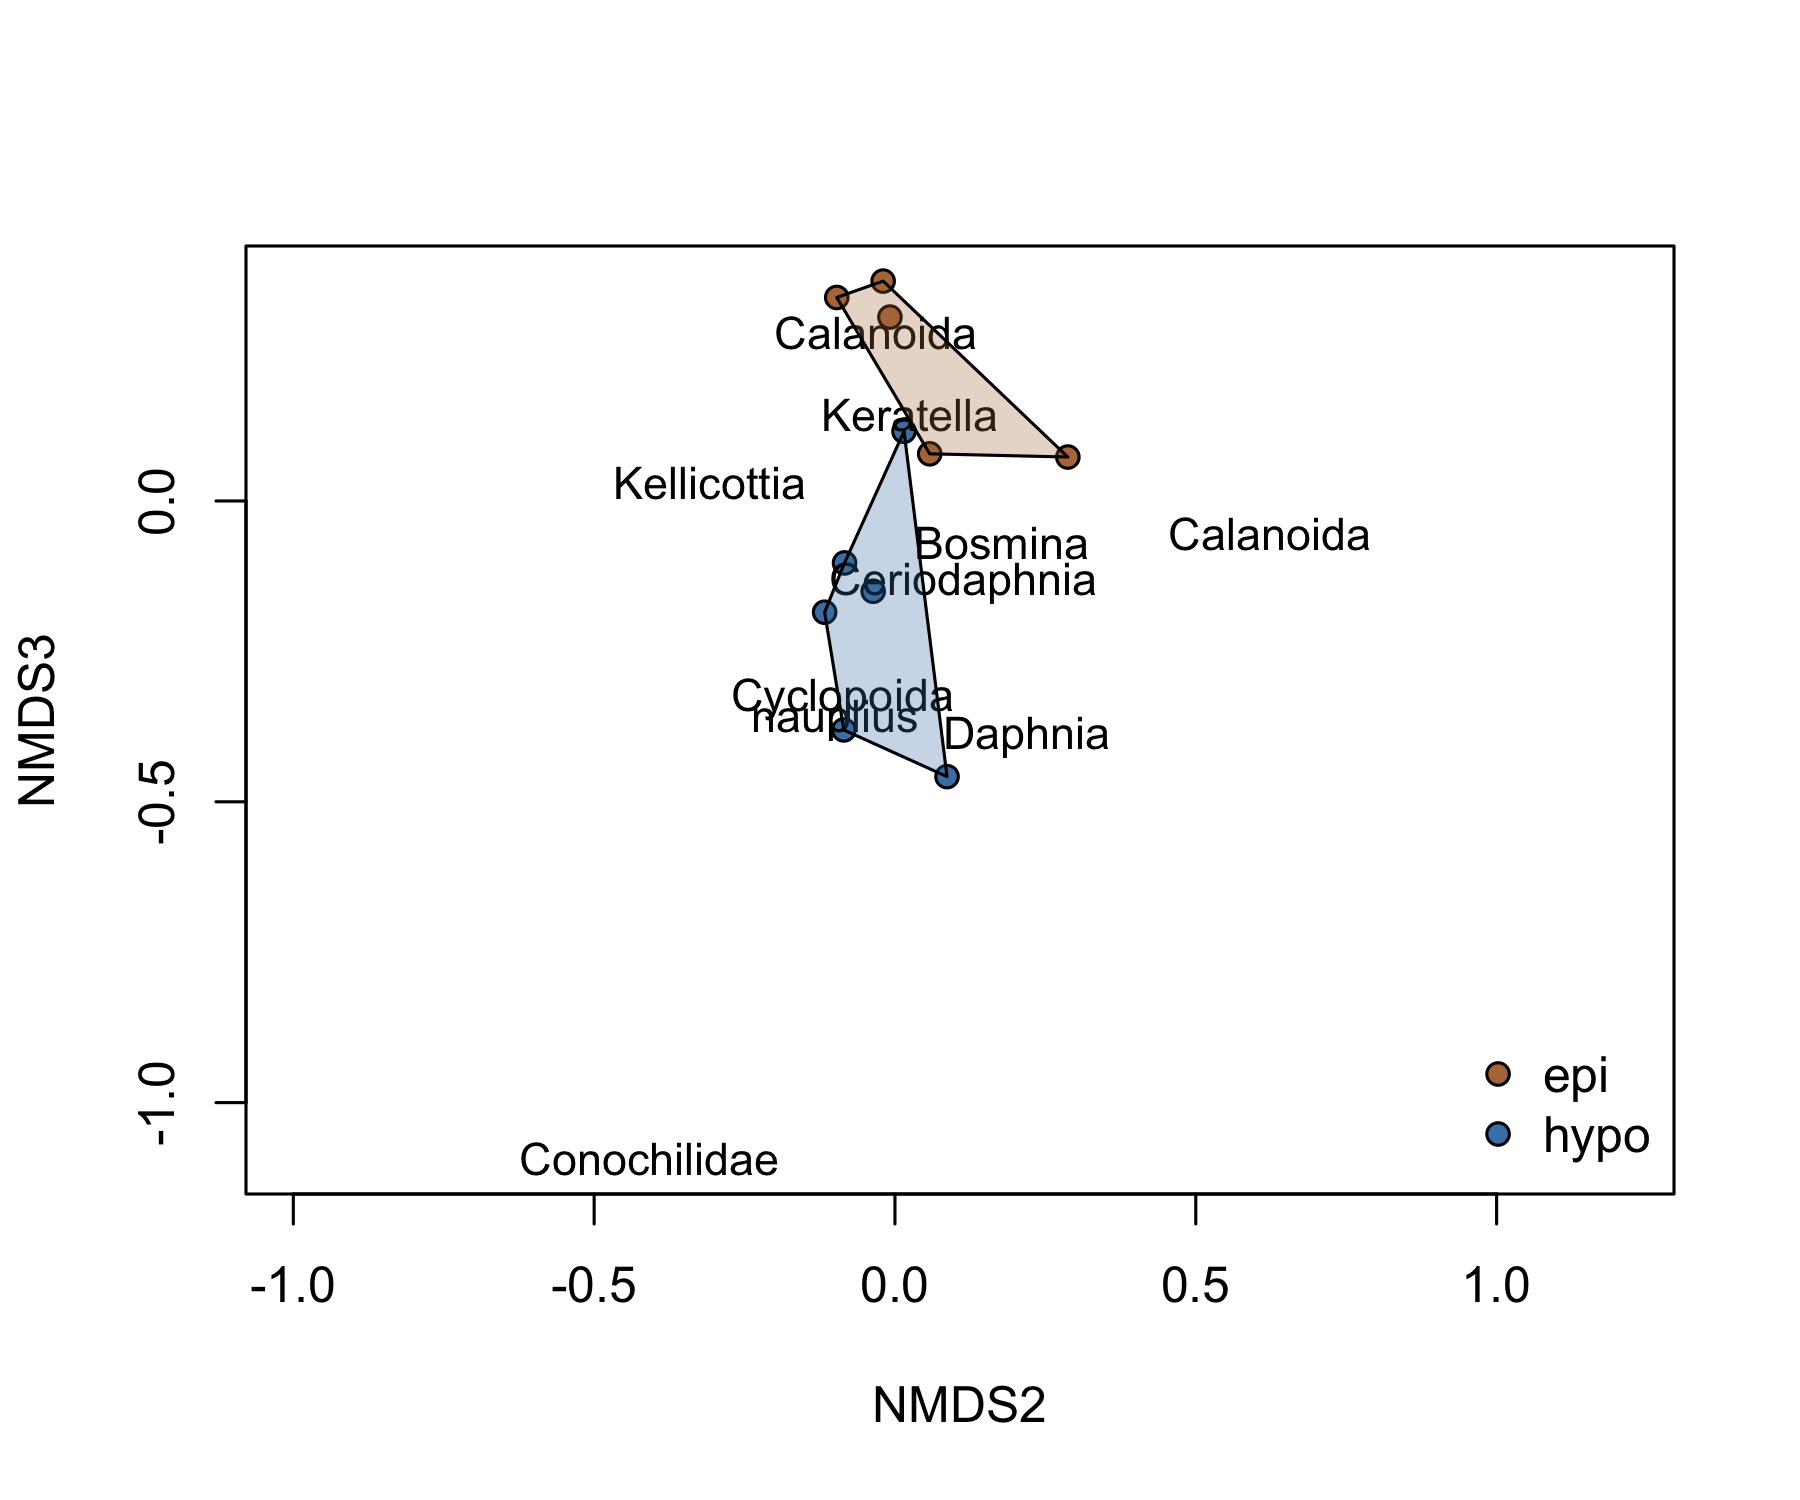 Calanoida
Keratella
Kellicottia
Calanoida
Bosmina
Ceriodaphnia
Cyclopoida
nauplius
Daphnia
Conochilidae
epi
hypo
0.0
-0.5
-1.0
NMDS3
-1.0
-0.5
0.0
0.5
1.0
NMDS2